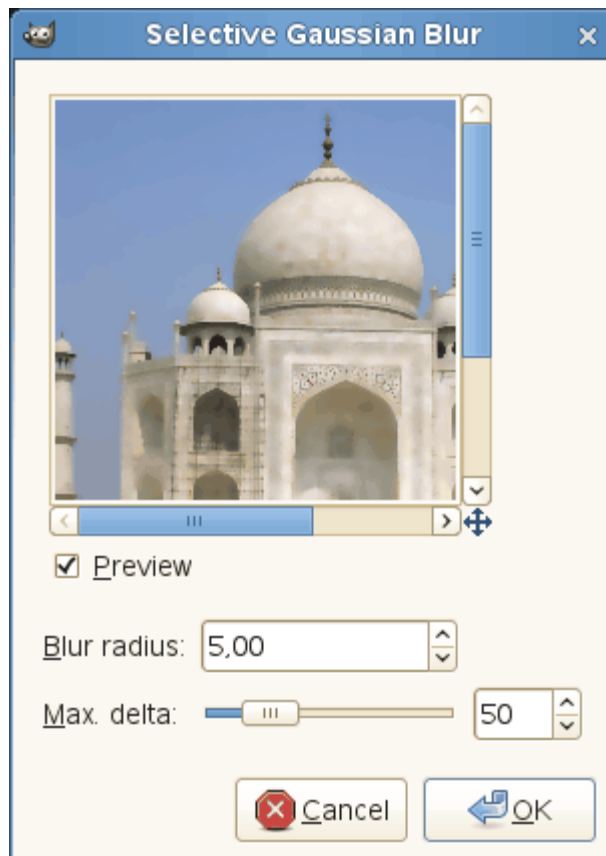 Selective Gaussian Blur
Preview
Blur radius: 5,00
Max. delta: 50
Cancel OK